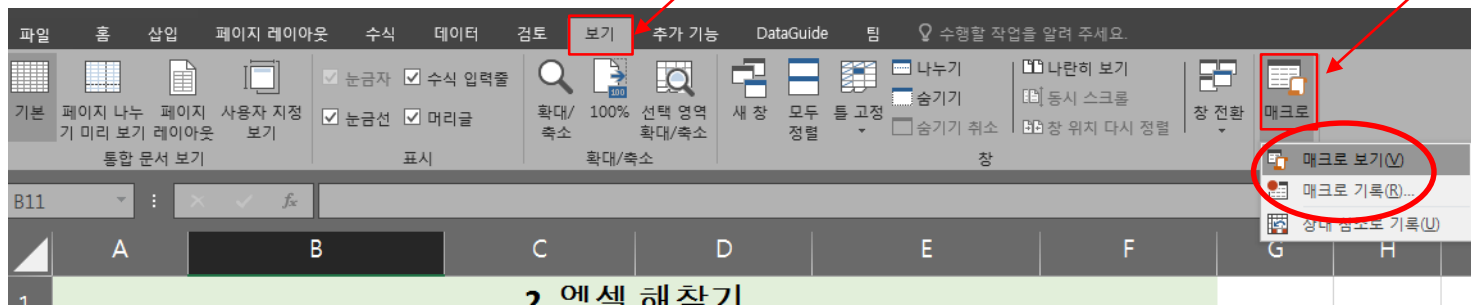 파일 홈 삽입 페이지 레이아웃 수식 데이터 검토 보기 추가 기능 DataGuide 팀 수행할 작업을 알려 주세요.
기본
페이지 나누
기 미리 보기
페이지
레이아웃
사용자 지정
보기
통합 문서 보기
눈금자
수식 입력줄
눈금선
머리글
표시
확대/
축소
100
100%
선택 영역
확대/축소
확대/축소
새 창
모두
정렬
틀 고정
나누기
숨기기
숨기기 취소
나란히 보기
동시 스크롤
창 위치 다시 정렬
창 전환
창
매크로
매크로 보기(V)
매크로 기록(R)...
상대 참조로 기록(U)
B11 fx
A B C D E F G H
1 2 엑셀 해찰기